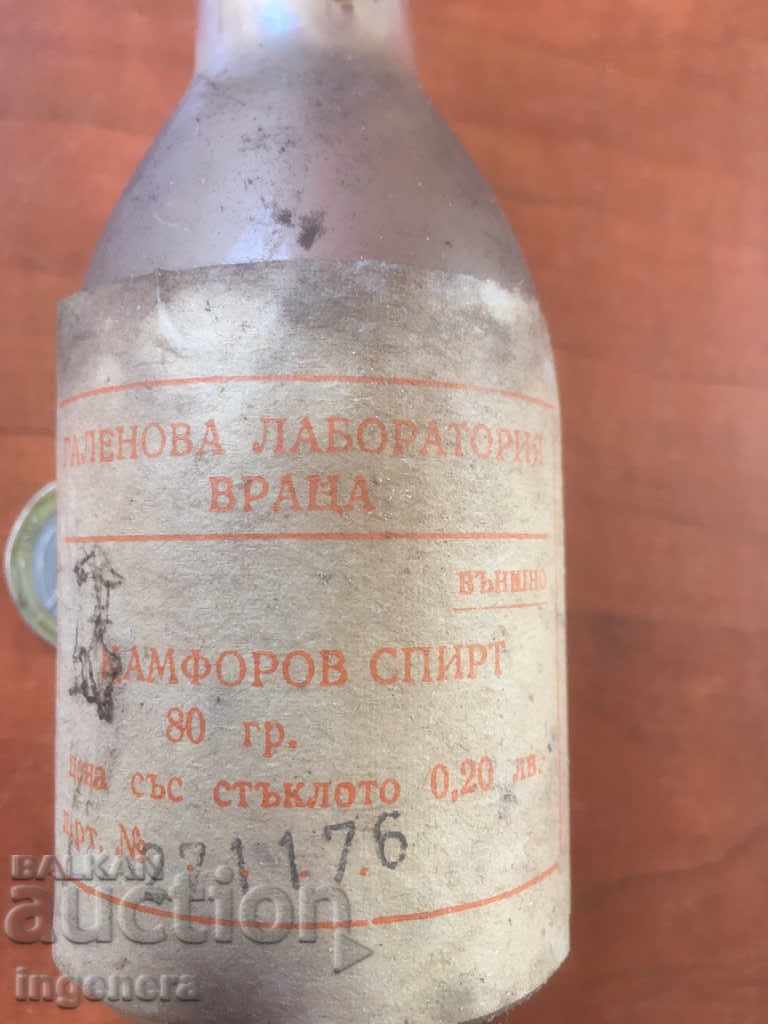 ГАЛЕНОВА ЛАБОРАТОРИЯ
ВРАЦА
ВЪНШНО
КАМФОРОВ СПИРТ
80 гр.
цена със стъклото 0,20 лв.
Парт. № 271176
BALKAN
auction
ingenera